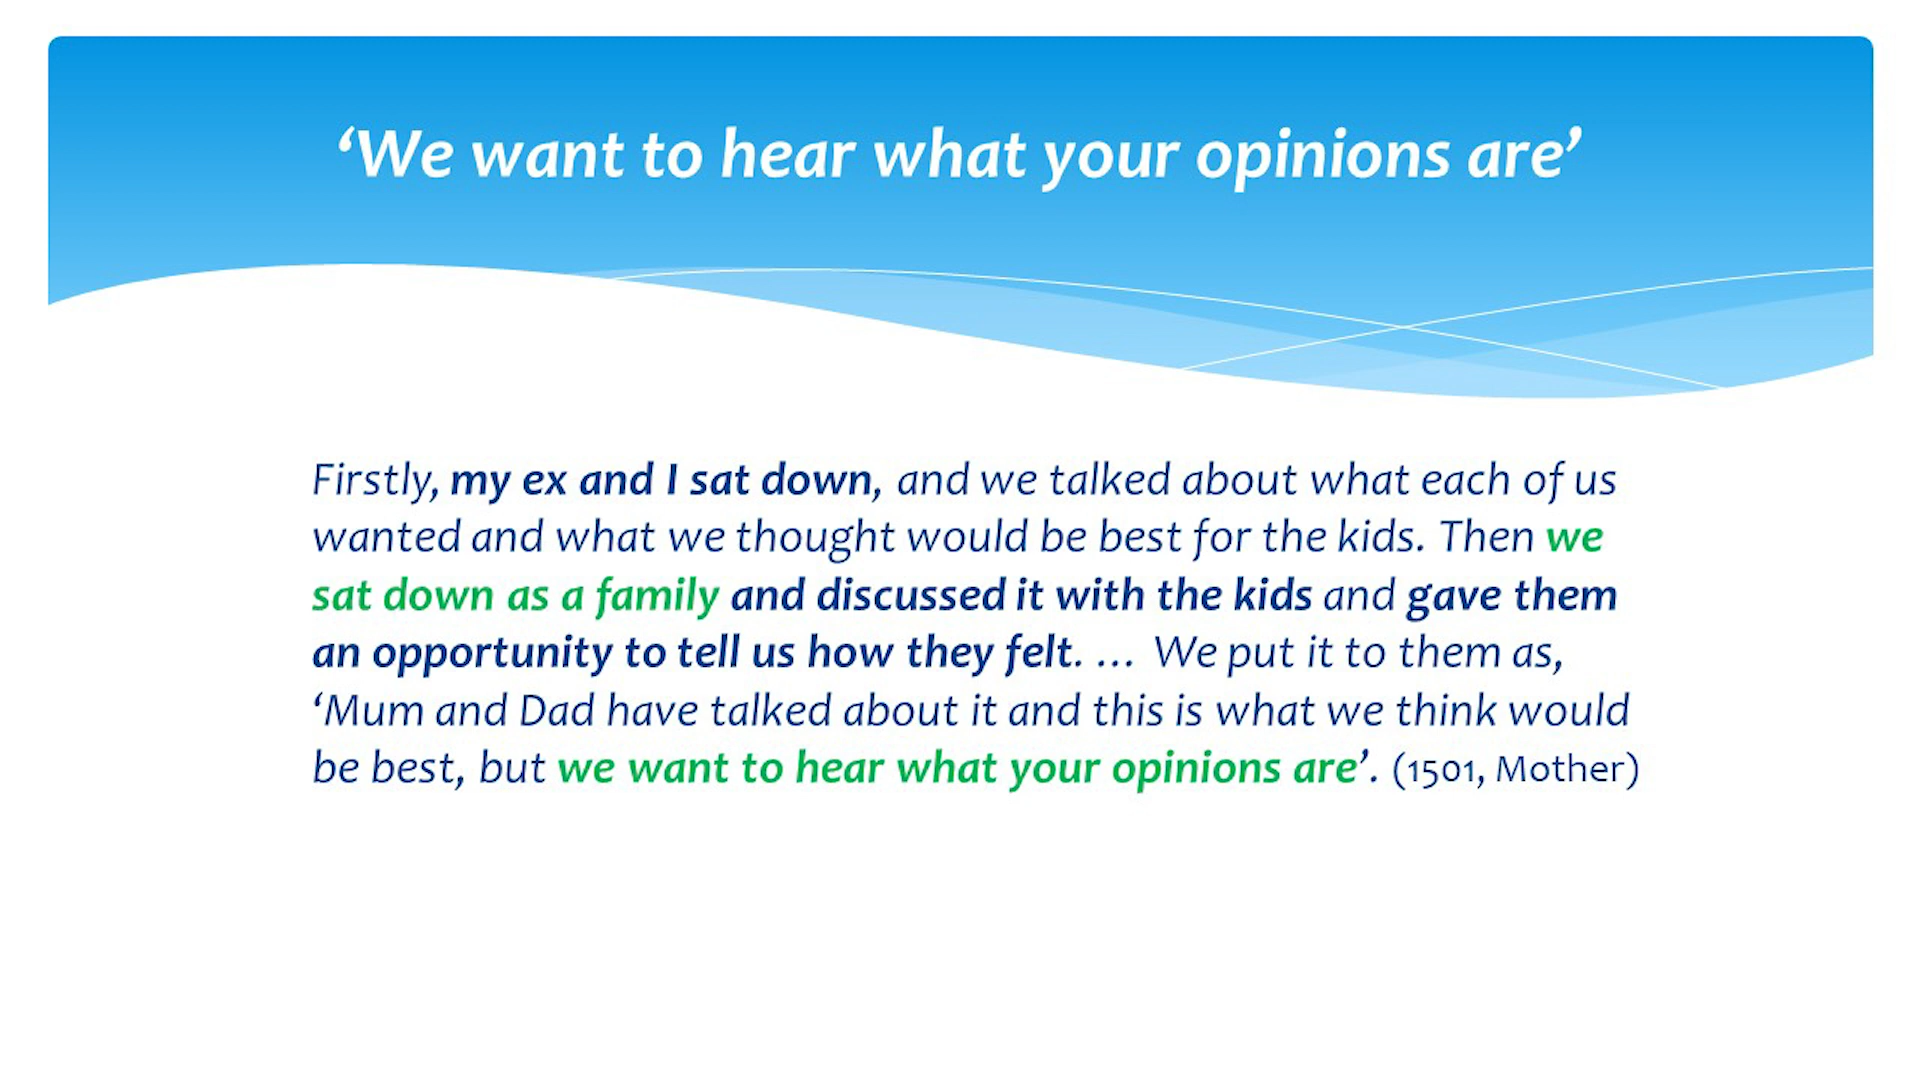 ‘We want to hear what your opinions are’
Firstly, my ex and I sat down, and we talked about what each of us
wanted and what we thought would be best for the kids. Then we
sat down as a family and discussed it with the kids and gave them
an opportunity to tell us how they felt. … We put it to them as,
‘Mum and Dad have talked about it and this is what we think would
be best, but we want to hear what your opinions are’. (1501, Mother)